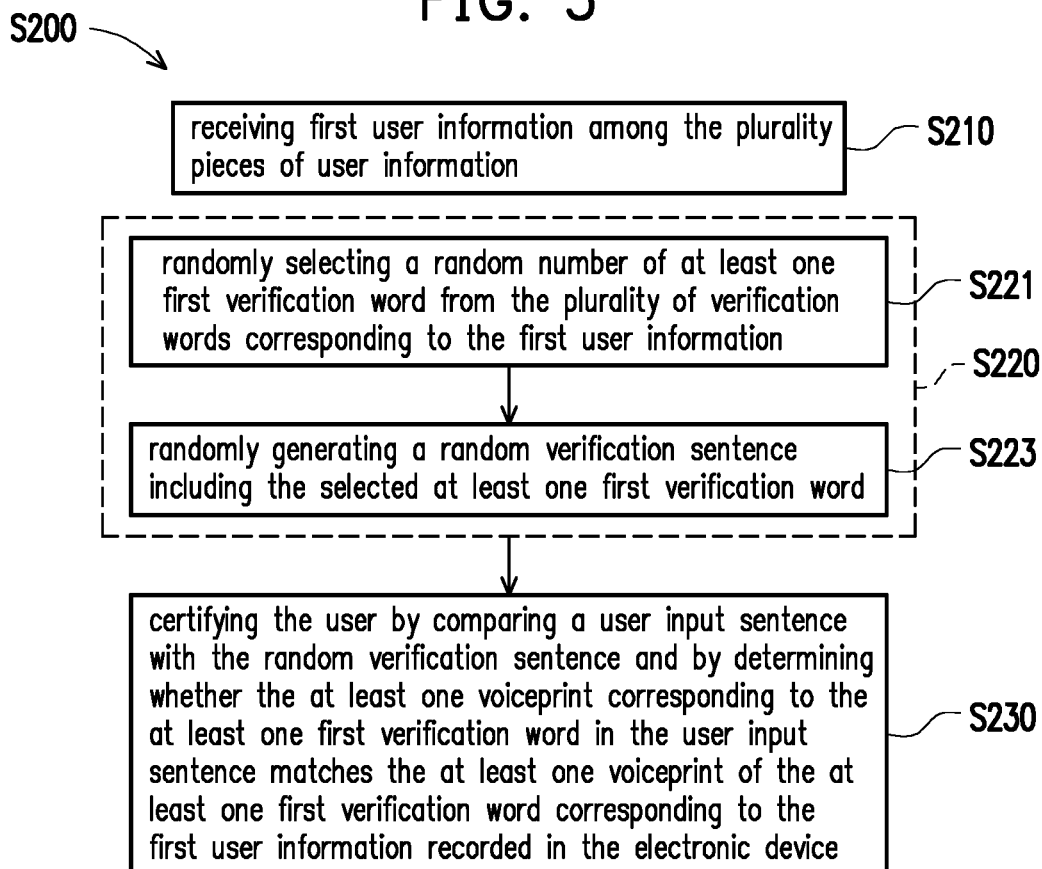 FIG. 5
S200
receiving first user information among the plurality
pieces of user information
S210
randomly selecting a random number of at least one
first verification word from the plurality of verification
words corresponding to the first user information
S221
S220
randomly generating a random verification sentence
including the selected at least one first verification word
S223
certifying the user by comparing a user input sentence
with the random verification sentence and by determining
whether the at least one voiceprint corresponding to the
at least one first verification word in the user input
sentence matches the at least one voiceprint of the at
least one first verification word corresponding to the
first user information recorded in the electronic device
S230